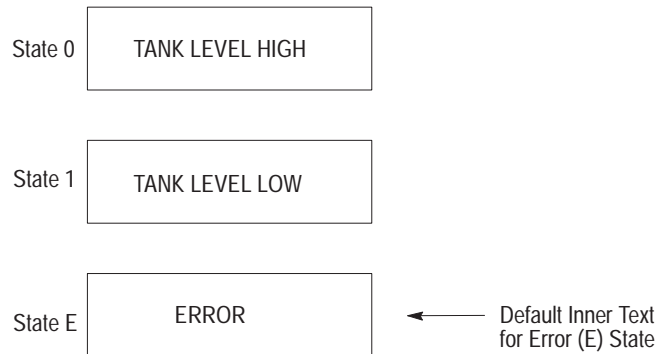 State 0
TANK LEVEL HIGH
State 1
TANK LEVEL LOW
State E
ERROR
Default Inner Text
for Error (E) State